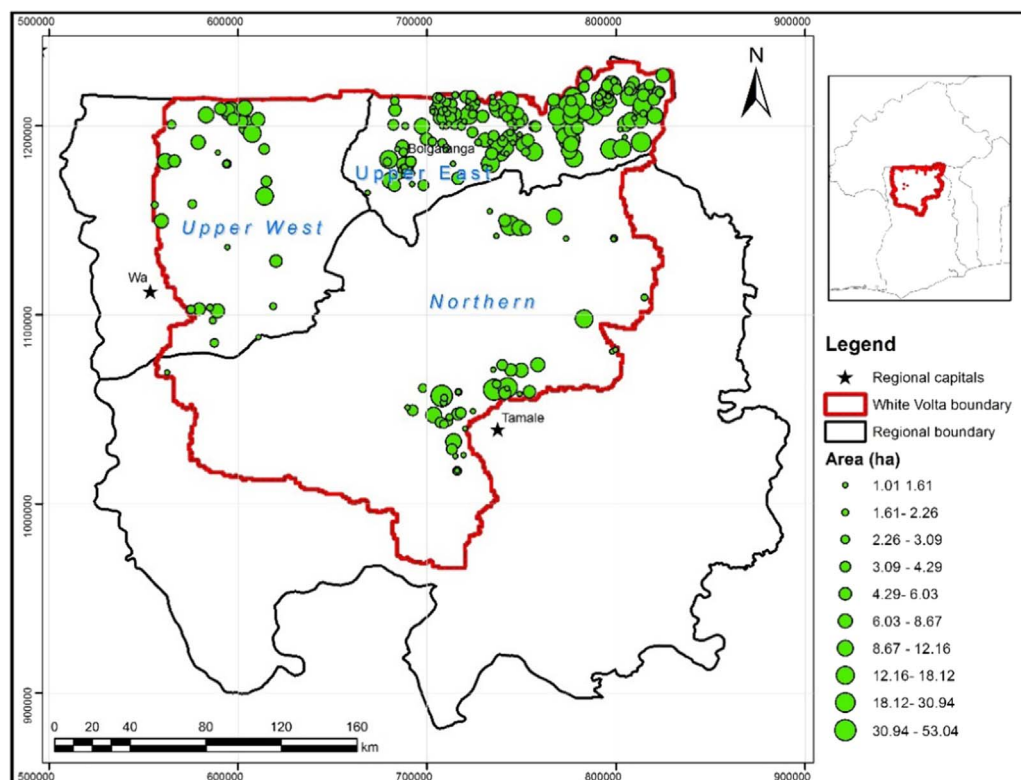 500000 600000 700000 800000 900000
N
1200000 1200000
Bolgatanga
Upper East
Upper West
Wa
Northern
1100000 1100000
Tamale
1000000 1000000
900000 900000
0 20 40 80 120 160
km
500000 600000 700000 800000 900000
Legend
Regional capitals
White Volta boundary
Regional boundary
Area (ha)
1.01 1.61
1.61- 2.26
2.26 - 3.09
3.09 - 4.29
4.29- 6.03
6.03 - 8.67
8.67 - 12.16
12.16- 18.12
18.12- 30.94
30.94 - 53.04